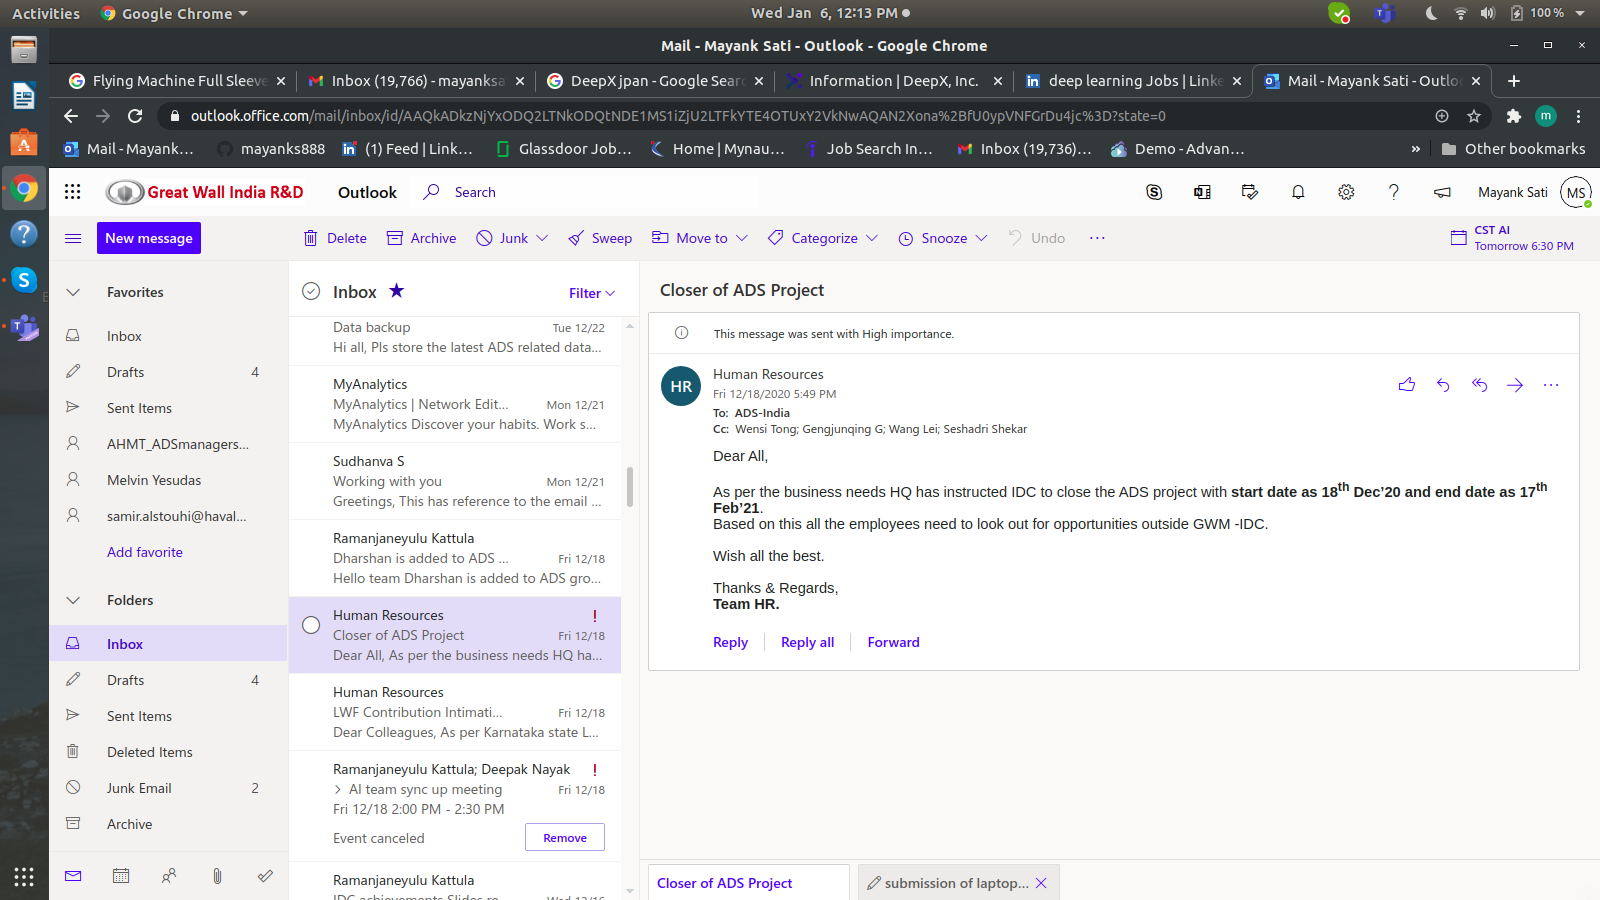 Activities Google Chrome Wed Jan 6, 12:13 PM 100 %
Mail - Mayank Sati - Outlook - Google Chrome
Flying Machine Full Sleeve Inbox (19,766) - mayanksa DeepX jpan - Google Sear Information | DeepX, Inc. deep learning Jobs | Linke Mail - Mayank Sati - Outlo
outlook.office.com/mail/inbox/id/AAQkADkzNjYxODQ2LTNkODQtNDE1MS1iZjU2LTFkYTE4OTUxY2VkNwAQAN2Xona%2BfU0ypVNFGrDu4jc%3D?state=0 m
Mail - Mayank... mayanks888 (1) Feed | Link... Glassdoor Job... Home | Mynau... Job Search In... Inbox (19,736)... Demo - Advan... » Other bookmarks
Great Wall India R&D Outlook Search Mayank Sati MS
New message Delete Archive Junk Sweep Move to Categorize Snooze Undo ··· CST AI
Tomorrow 6:30 PM
Favorites
Inbox
Drafts 4
Sent Items
AHMT_ADSmanagers...
Melvin Yesudas
samir.alstouhi@haval...
Add favorite
Folders
Inbox
Drafts 4
Sent Items
Deleted Items
Junk Email 2
Archive
Inbox Filter
Data backup Tue 12/22
Hi all, Pls store the latest ADS related data...
MyAnalytics
MyAnalytics | Network Edit... Mon 12/21
MyAnalytics Discover your habits. Work s...
Sudhanva S
Working with you Mon 12/21
Greetings, This has reference to the email ...
Ramanjaneyulu Kattula
Dharshan is added to ADS ... Fri 12/18
Hello team Dharshan is added to ADS gro...
Human Resources !
Closer of ADS Project Fri 12/18
Dear All, As per the business needs HQ ha...
Human Resources
LWF Contribution Intimati... Fri 12/18
Dear Colleagues, As per Karnataka state L...
Ramanjaneyulu Kattula; Deepak Nayak !
> AI team sync up meeting Fri 12/18
Fri 12/18 2:00 PM - 2:30 PM
Event canceled Remove
Ramanjaneyulu Kattula
IDC achievements Slides re... Wed 12/16
Closer of ADS Project
This message was sent with High importance.
HR Human Resources
Fri 12/18/2020 5:49 PM
To: ADS-India
Cc: Wensi Tong; Gengjunqing G; Wang Lei; Seshadri Shekar
Dear All,
As per the business needs HQ has instructed IDC to close the ADS project with start date as 18th Dec’20 and end date as 17th
Feb’21.
Based on this all the employees need to look out for opportunities outside GWM -IDC.
Wish all the best.
Thanks & Regards,
Team HR.
Reply Reply all Forward
Closer of ADS Project submission of laptop...